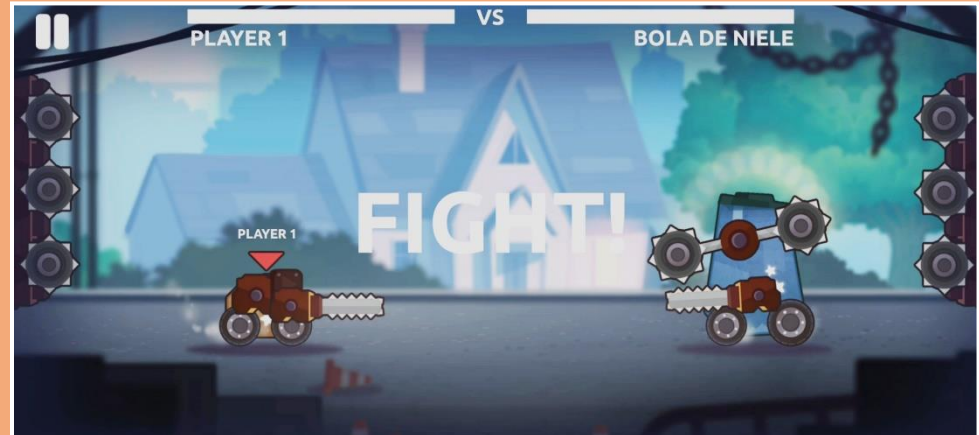 VS
PLAYER 1
BOLA DE NIELE
FIGHT!
PLAYER 1